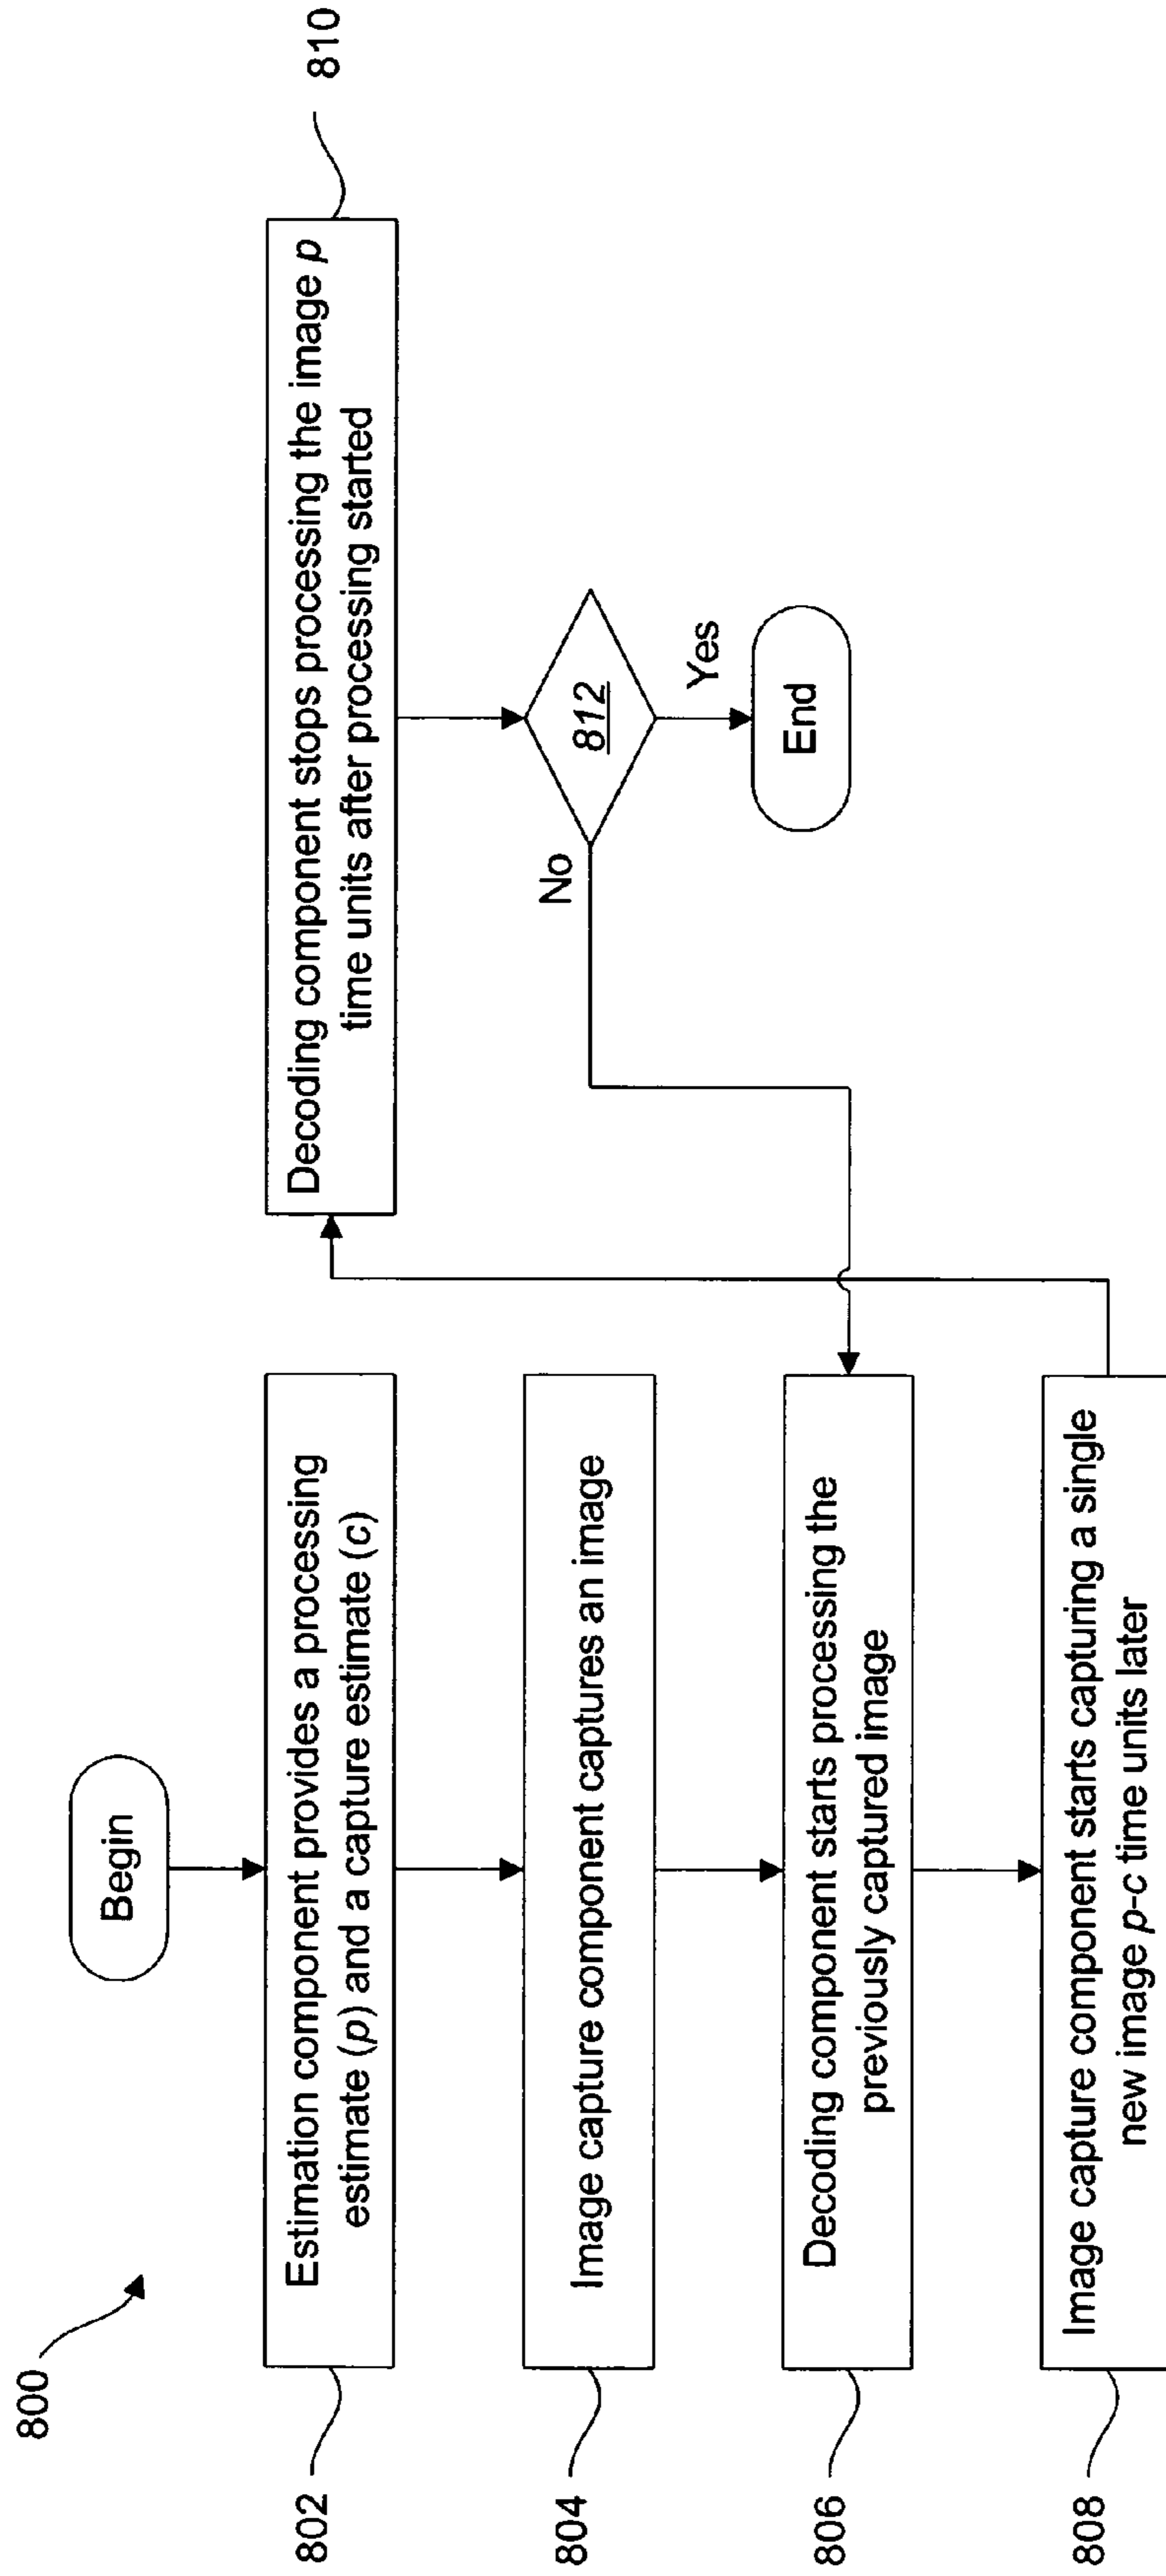 800
Begin
802
Estimation component provides a processing
estimate (p) and a capture estimate (c)
804
Image capture component captures an image
806
Decoding component starts processing the
previously captured image
808
Image capture component starts capturing a single
new image p-c time units later
810
Decoding component stops processing the image p
time units after processing started
812
No
Yes
End